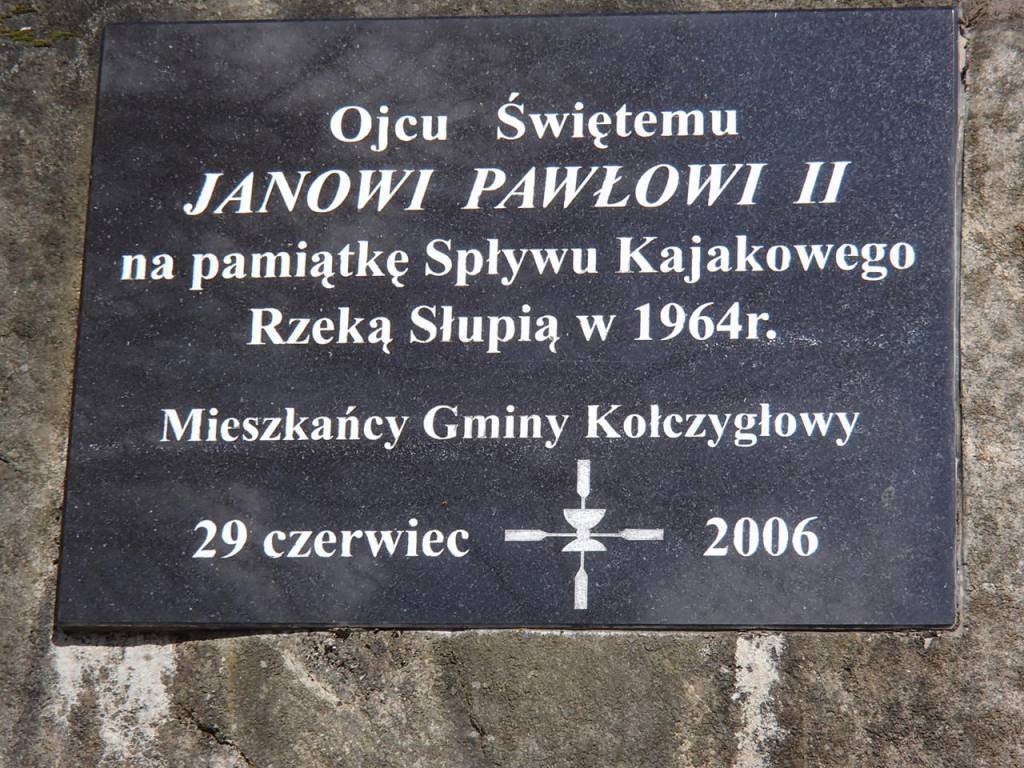 Ojcu Świętemu
JANOWI PAWŁOWI II
na pamiątkę Spływu Kajakowego
Rzeką Słupią w 1964r.
Mieszkańcy Gminy Kołczygłowy
29 czerwiec 2006